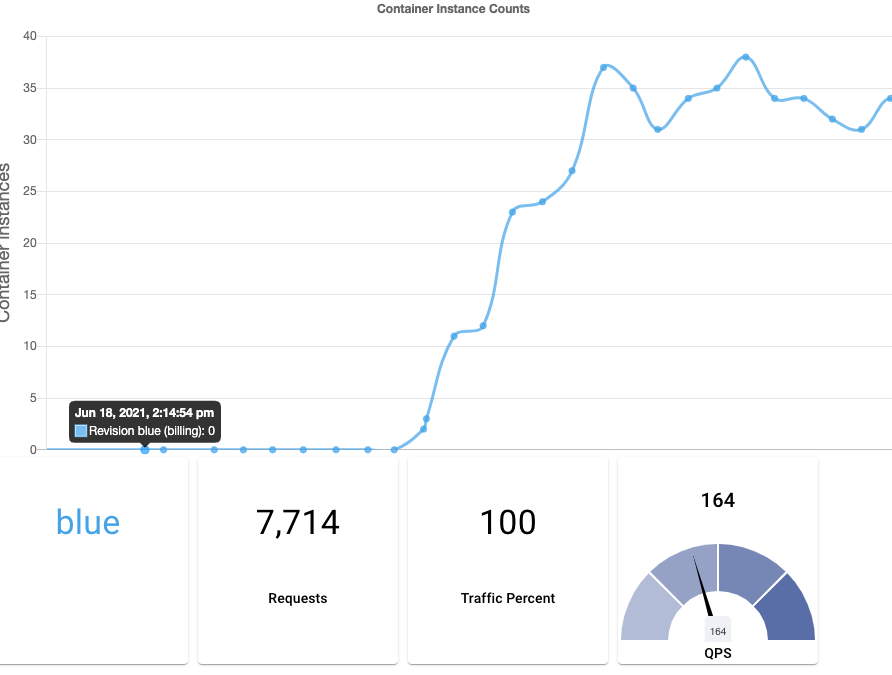 Container Instance Counts
40
35
30
25
20
15
10
5
0
Container Instances
Jun 18, 2021, 2:14:54 pm
Revision blue (billing): 0
blue
7,714
Requests
100
Traffic Percent
164
164
QPS